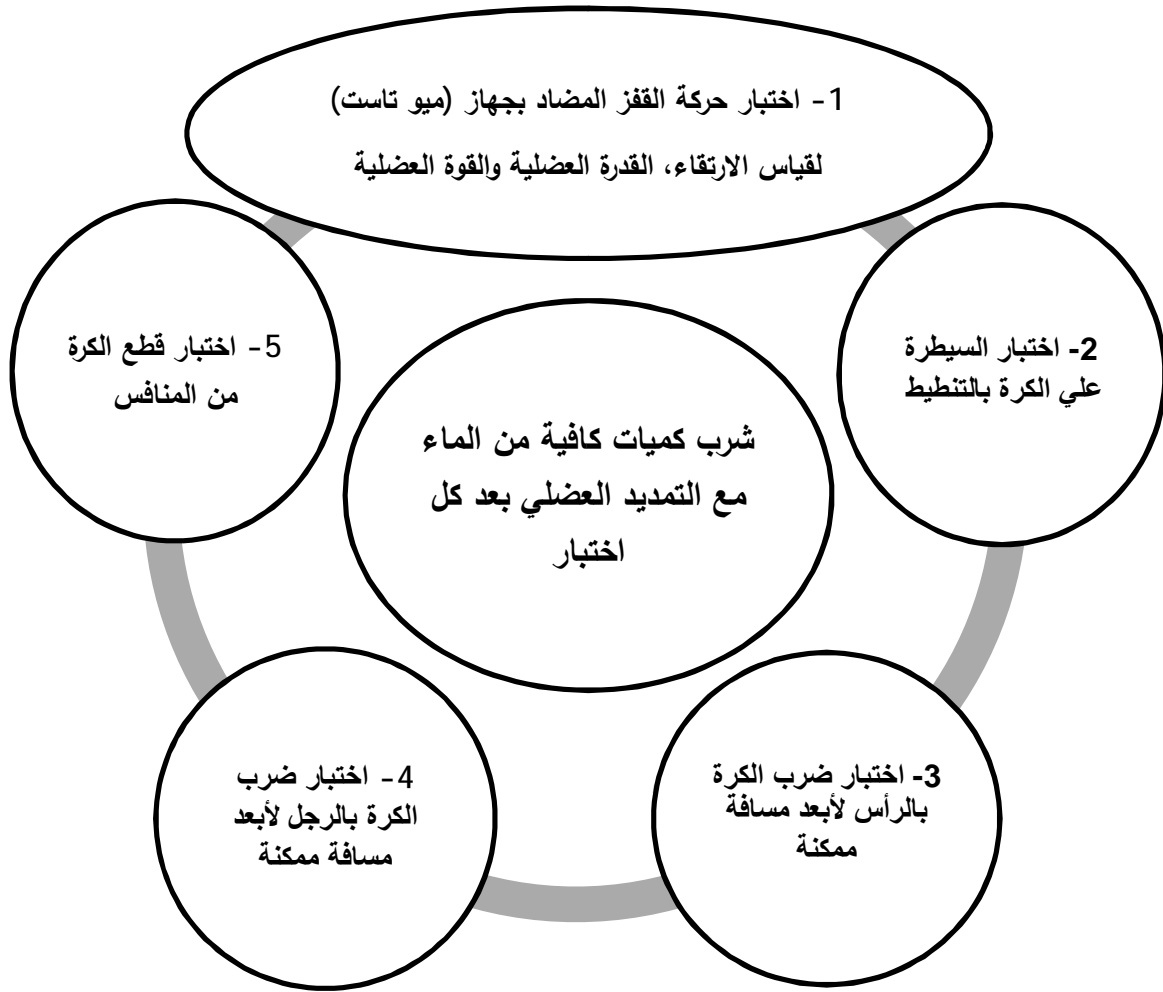 1- اختبار حركة القفز المضاد بجهاز (ميو تاست)
لقياس الارتقاء، القدرة العضلية والقوة العضلية
2- اختبار السيطرة
علي الكرة بالتنطيط
3- اختبار ضرب الكرة
بالرأس لأبعد مسافة
ممكنة
4- اختبار ضرب
الكرة بالرجل لأبعد
مسافة ممكنة
5- اختبار قطع الكرة
من المنافس
شرب كميات كافية من الماء
مع التمديد العضلي بعد كل
اختبار